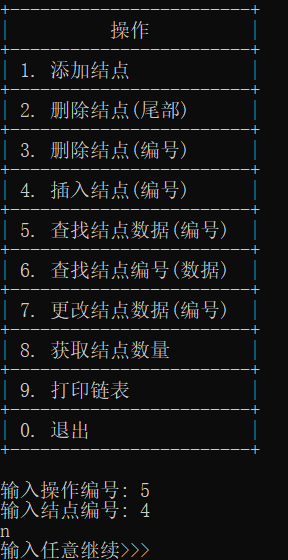 操作
1. 添加结点
2. 删除结点(尾部)
3. 删除结点(编号)
4. 插入结点(编号)
5. 查找结点数据(编号)
6. 查找结点编号(数据)
7. 更改结点数据(编号)
8. 获取结点数量
9. 打印链表
0. 退出
输入操作编号: 5
输入结点编号: 4
n
输入任意继续>>>